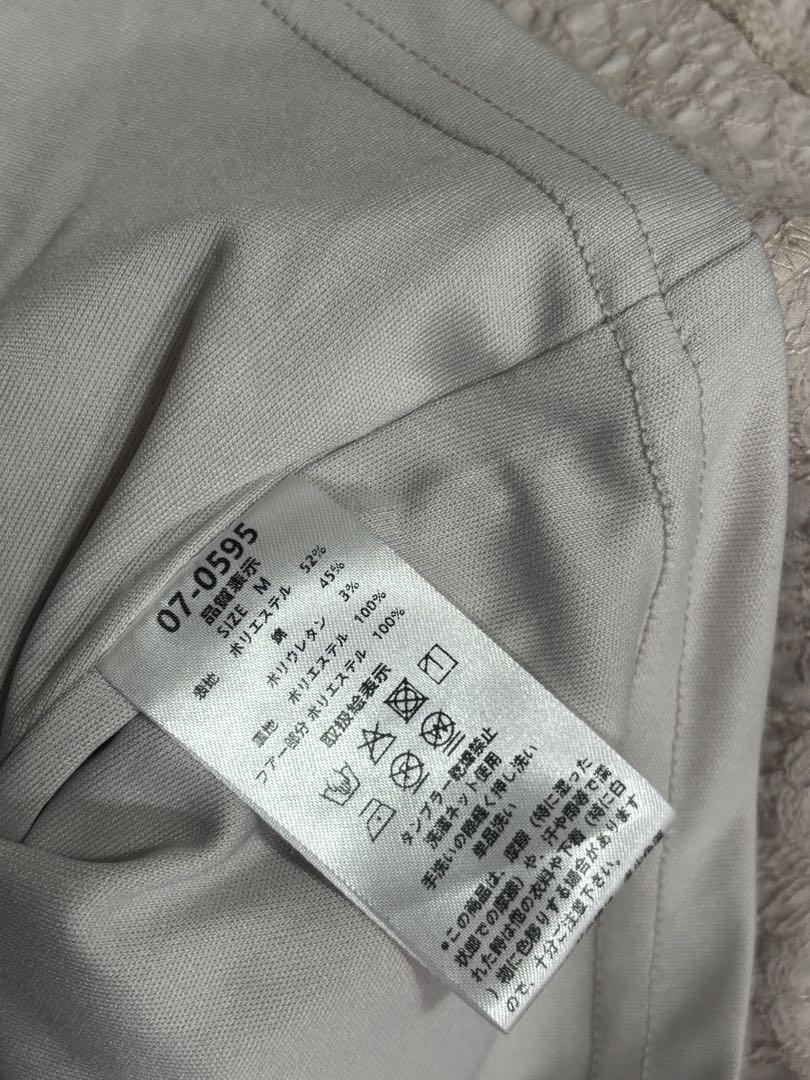 07-0595
品質表示
SIZE M
表地 ポリエステル 52%
綿 45%
ポリウレタン 3%
裏地 ポリエステル 100%
ファー部分 ポリエステル 100%
取扱絵表示
タンブラー乾燥禁止
洗濯ネット使用
手洗いの際軽く押し洗い
単品洗い
*この商品は、摩擦（特に湿った
状態での摩擦）や、汗や雨等で濡
れた時は他の衣料や下着（特に白
）物に色移りする場合があります
ので、十分ご注意下さい。